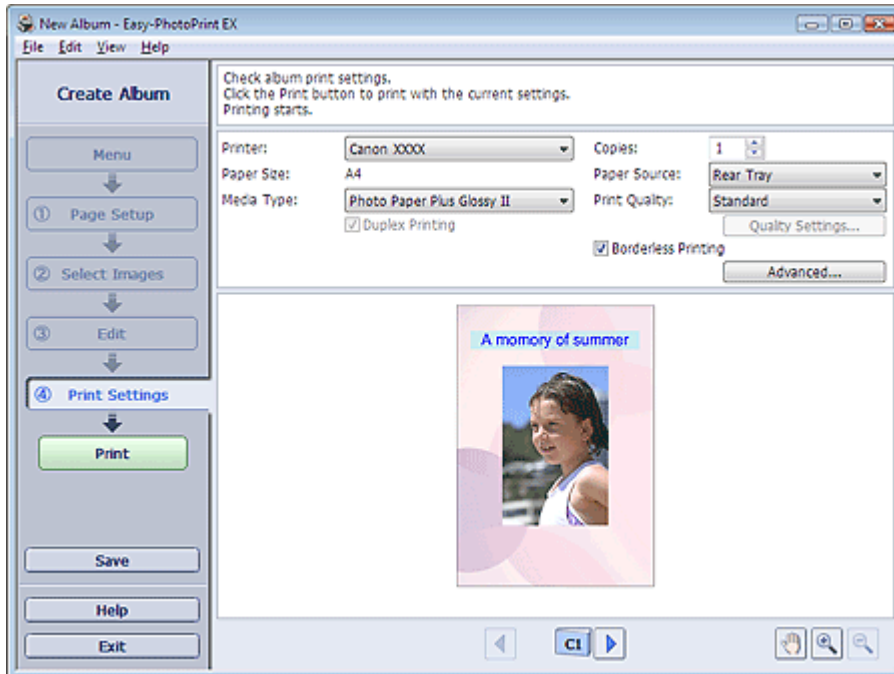 New Album - Easy-PhotoPrint EX
File Edit View Help
Create Album
Menu
① Page Setup
② Select Images
③ Edit
④ Print Settings
Print
Save
Help
Exit
Check album print settings.
Click the Print button to print with the current settings.
Printing starts.
Printer: Canon XXXX
Copies: 1
Paper Size: A4
Paper Source: Rear Tray
Media Type: Photo Paper Plus Glossy II
Print Quality: Standard
Duplex Printing
Quality Settings...
Borderless Printing
Advanced...
A momory of summer
C1